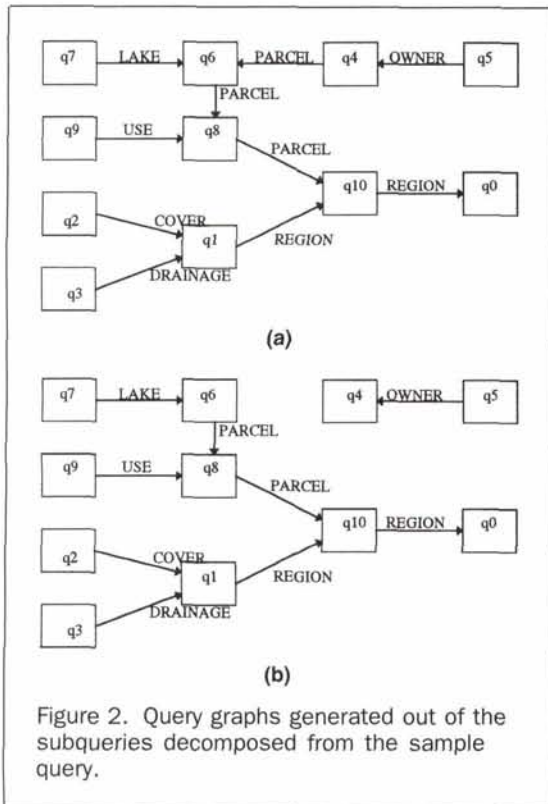 q7 LAKE q6 PARCEL q4 OWNER q5
PARCEL
q9 USE q8 PARCEL
q10 REGION q0
q2 COVER q1 REGION
q3 DRAINAGE
(a)
q7 LAKE q6 q4 OWNER q5
PARCEL
q9 USE q8 PARCEL
q10 REGION q0
q2 COVER q1 REGION
q3 DRAINAGE
(b)
Figure 2. Query graphs generated out of the
subqueries decomposed from the sample
query.